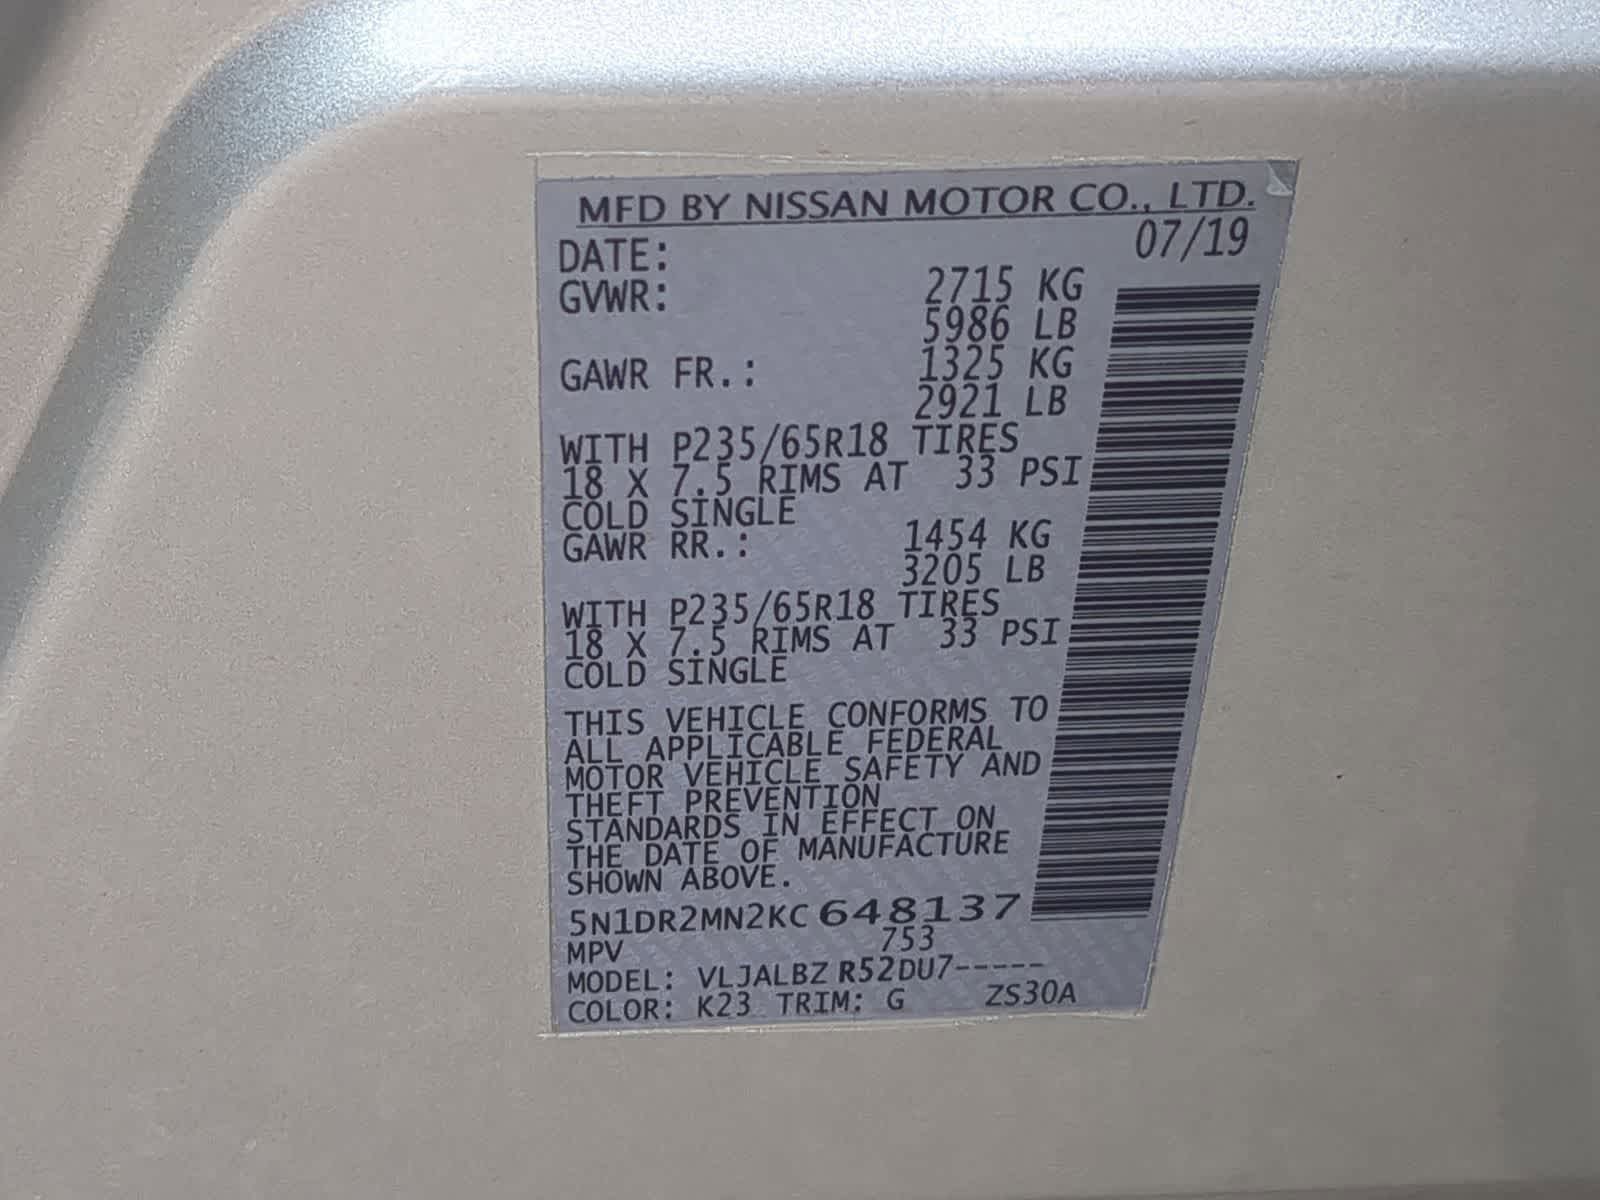 MFD BY NISSAN MOTOR CO., LTD.
DATE: 07/19
GVWR: 2715 KG
5986 LB
GAWR FR.: 1325 KG
2921 LB
WITH P235/65R18 TIRES
18 X 7.5 RIMS AT 33 PSI
COLD SINGLE
GAWR RR.: 1454 KG
3205 LB
WITH P235/65R18 TIRES
18 X 7.5 RIMS AT 33 PSI
COLD SINGLE
THIS VEHICLE CONFORMS TO
ALL APPLICABLE FEDERAL
MOTOR VEHICLE SAFETY AND
THEFT PREVENTION
STANDARDS IN EFFECT ON
THE DATE OF MANUFACTURE
SHOWN ABOVE.
5N1DR2MN2KC648137
MPV 753
MODEL: VLJALBZ R52DU7-----
COLOR: K23 TRIM: G ZS30A